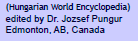 (Hungarian World Encyclopedia)
edited by Dr. Jozsef Pungur
Edmonton, AB, Canada